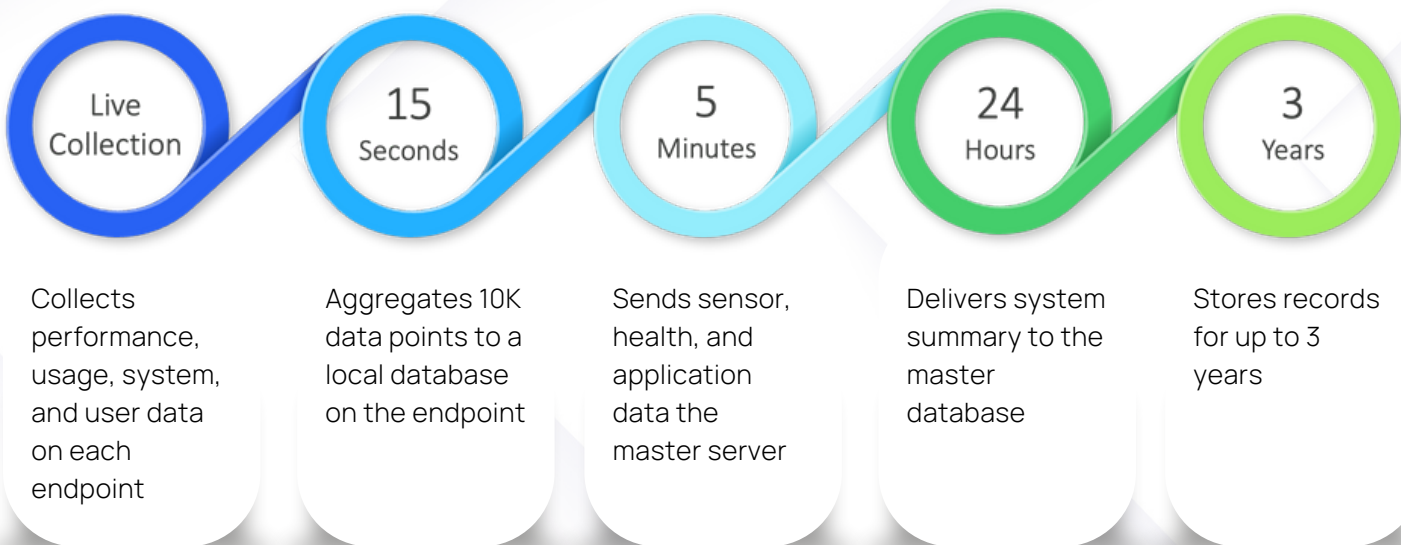 Live
Collection
15
Seconds
5
Minutes
24
Hours
3
Years
Collects
performance,
usage, system,
and user data
on each
endpoint
Aggregates 10K
data points to a
local database
on the endpoint
Sends sensor,
health, and
application
data the
master server
Delivers system
summary to the
master
database
Stores records
for up to 3
years